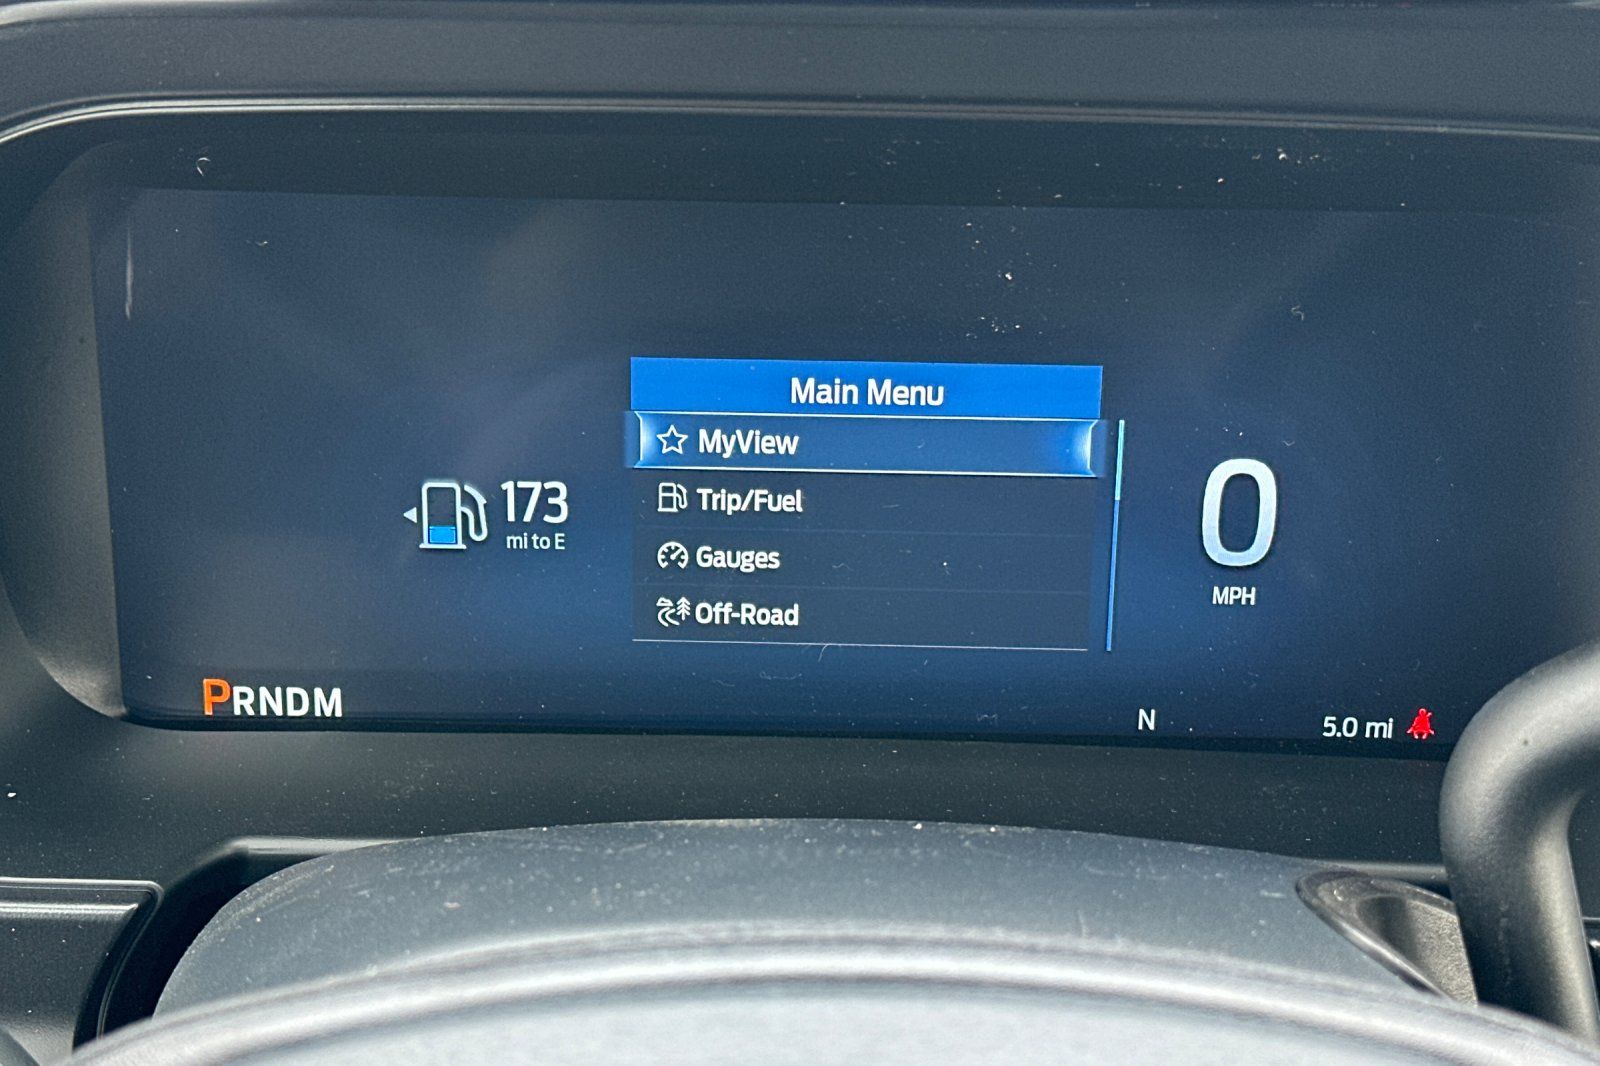 Main Menu
MyView
Trip/Fuel
Gauges
Off-Road
173
mi to E
0
MPH
PRNDM
N
5.0 mi